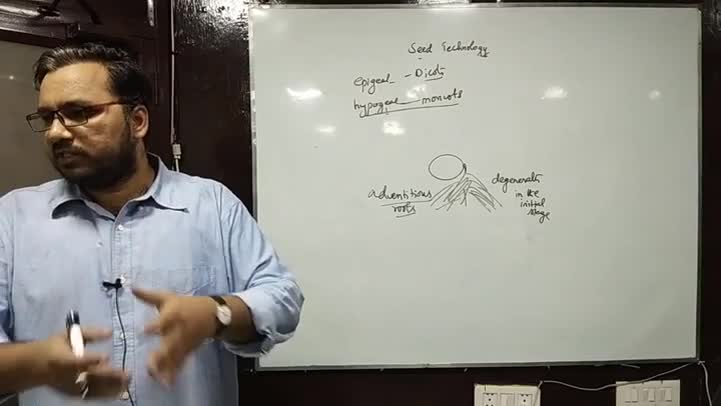 Seed Technology
epigeal - Dicots
hypogeal - monocots
adventitious
roots
degenerate
in the
initial
stage